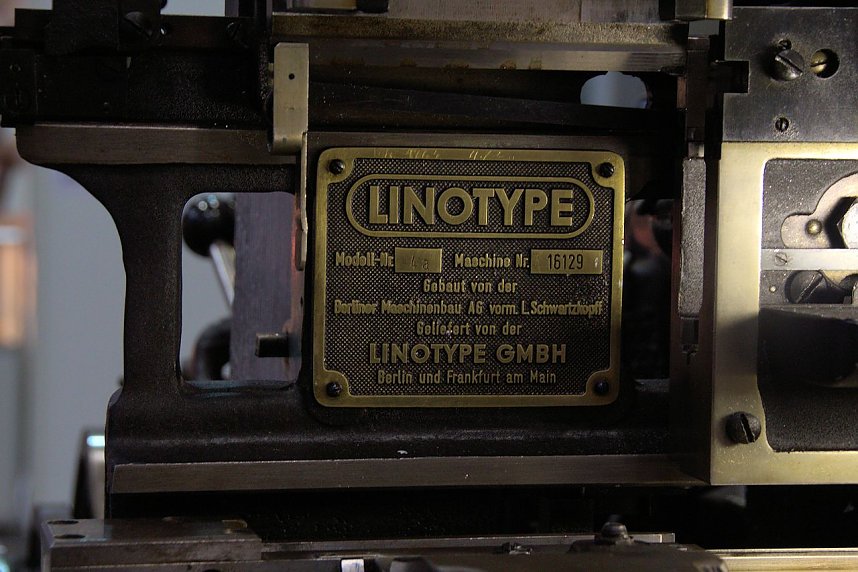 LINOTYPE
Modell-Nr. 4a Maschine Nr. 16129
Gebaut von der
Berliner Maschinenbau AG vorm. L. Schwartzkopff
Geliefert von der
LINOTYPE GMBH
Berlin und Frankfurt am Main